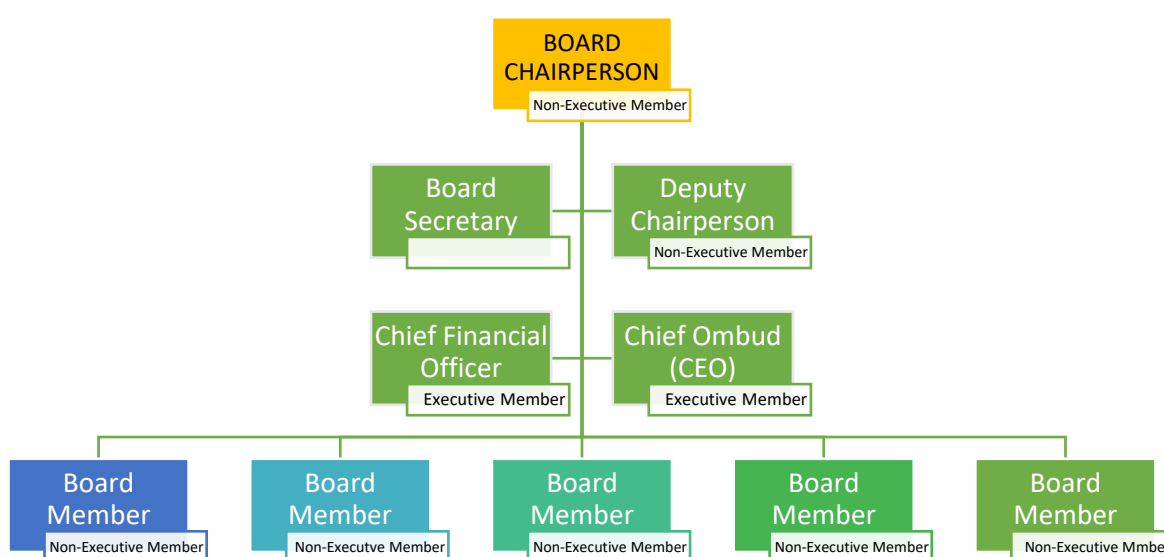 BOARD
CHAIRPERSON
Non-Executive Member
Board
Secretary
Deputy
Chairperson
Non-Executive Member
Chief Financial
Officer
Executive Member
Chief Ombud
(CEO)
Executive Member
Board
Member
Non-Executive Member
Board
Member
Non-Executve Member
Board
Member
Non-Executive Member
Board
Member
Non-Executive Member
Board
Member
Non-Executive Mmbe